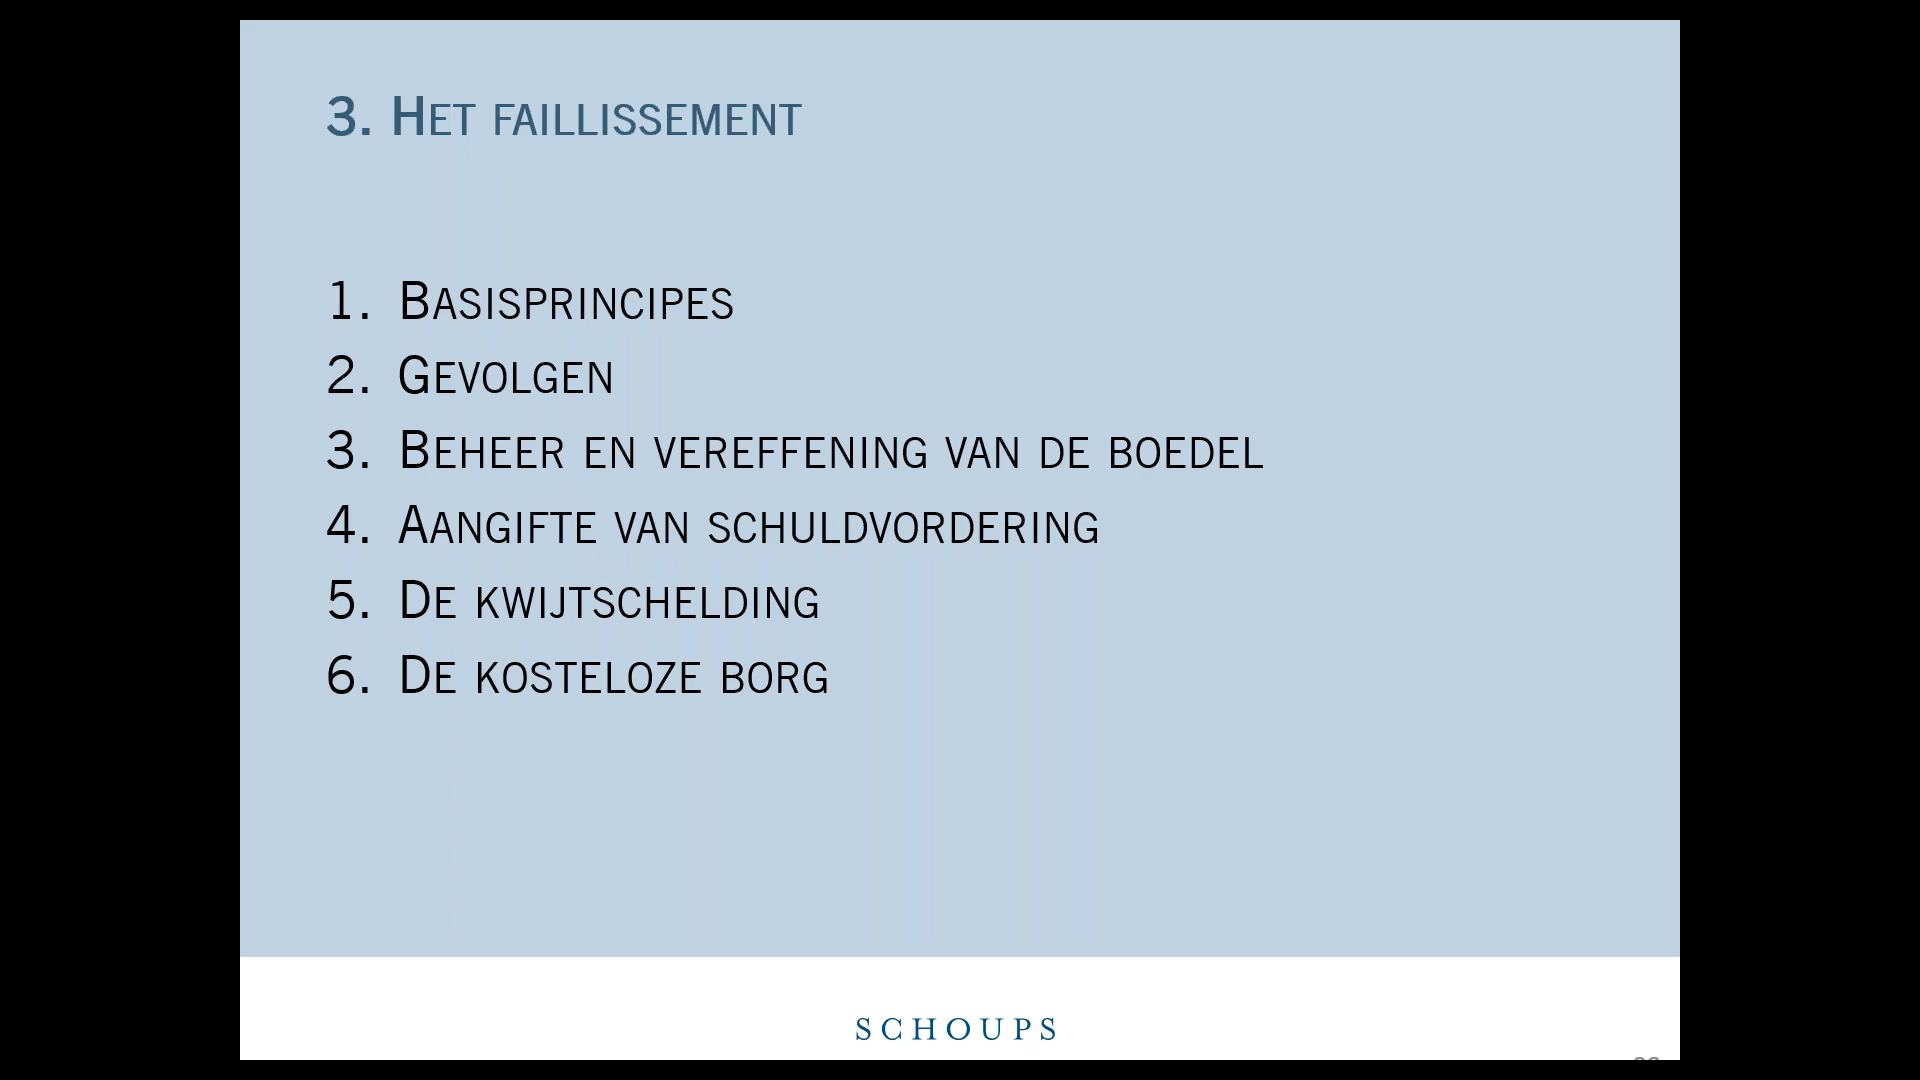 3. Het faillissement
1. Basisprincipes
2. Gevolgen
3. Beheer en vereffening van de boedel
4. Aangifte van schuldvordering
5. De kwijtschelding
6. De kosteloze borg
SCHOUPS